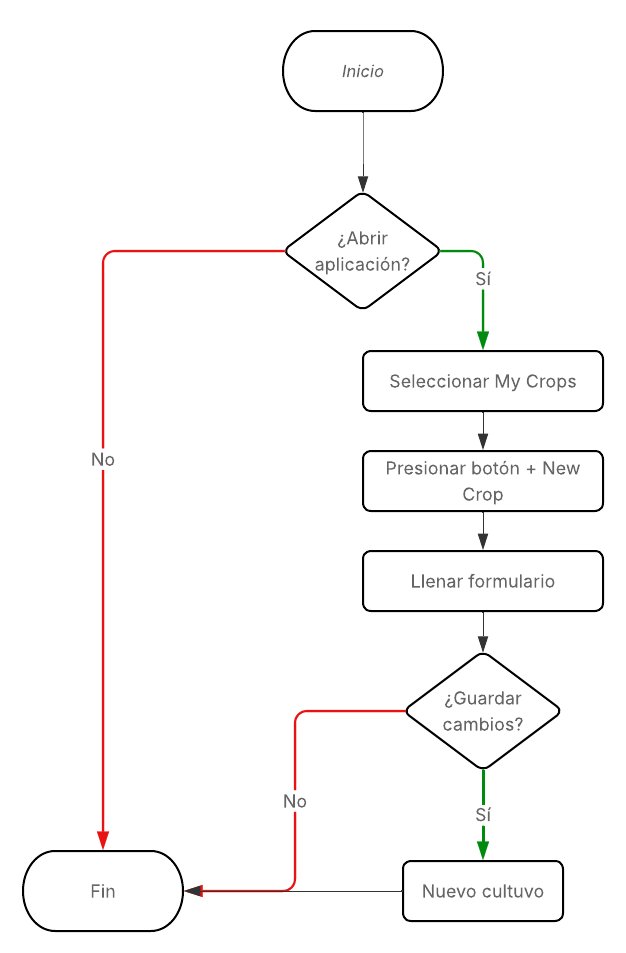 Inicio
¿Abrir
aplicación?
Sí
Seleccionar My Crops
No
Presionar botón + New
Crop
Llenar formulario
¿Guardar
cambios?
No
Sí
Fin
Nuevo cultuvo